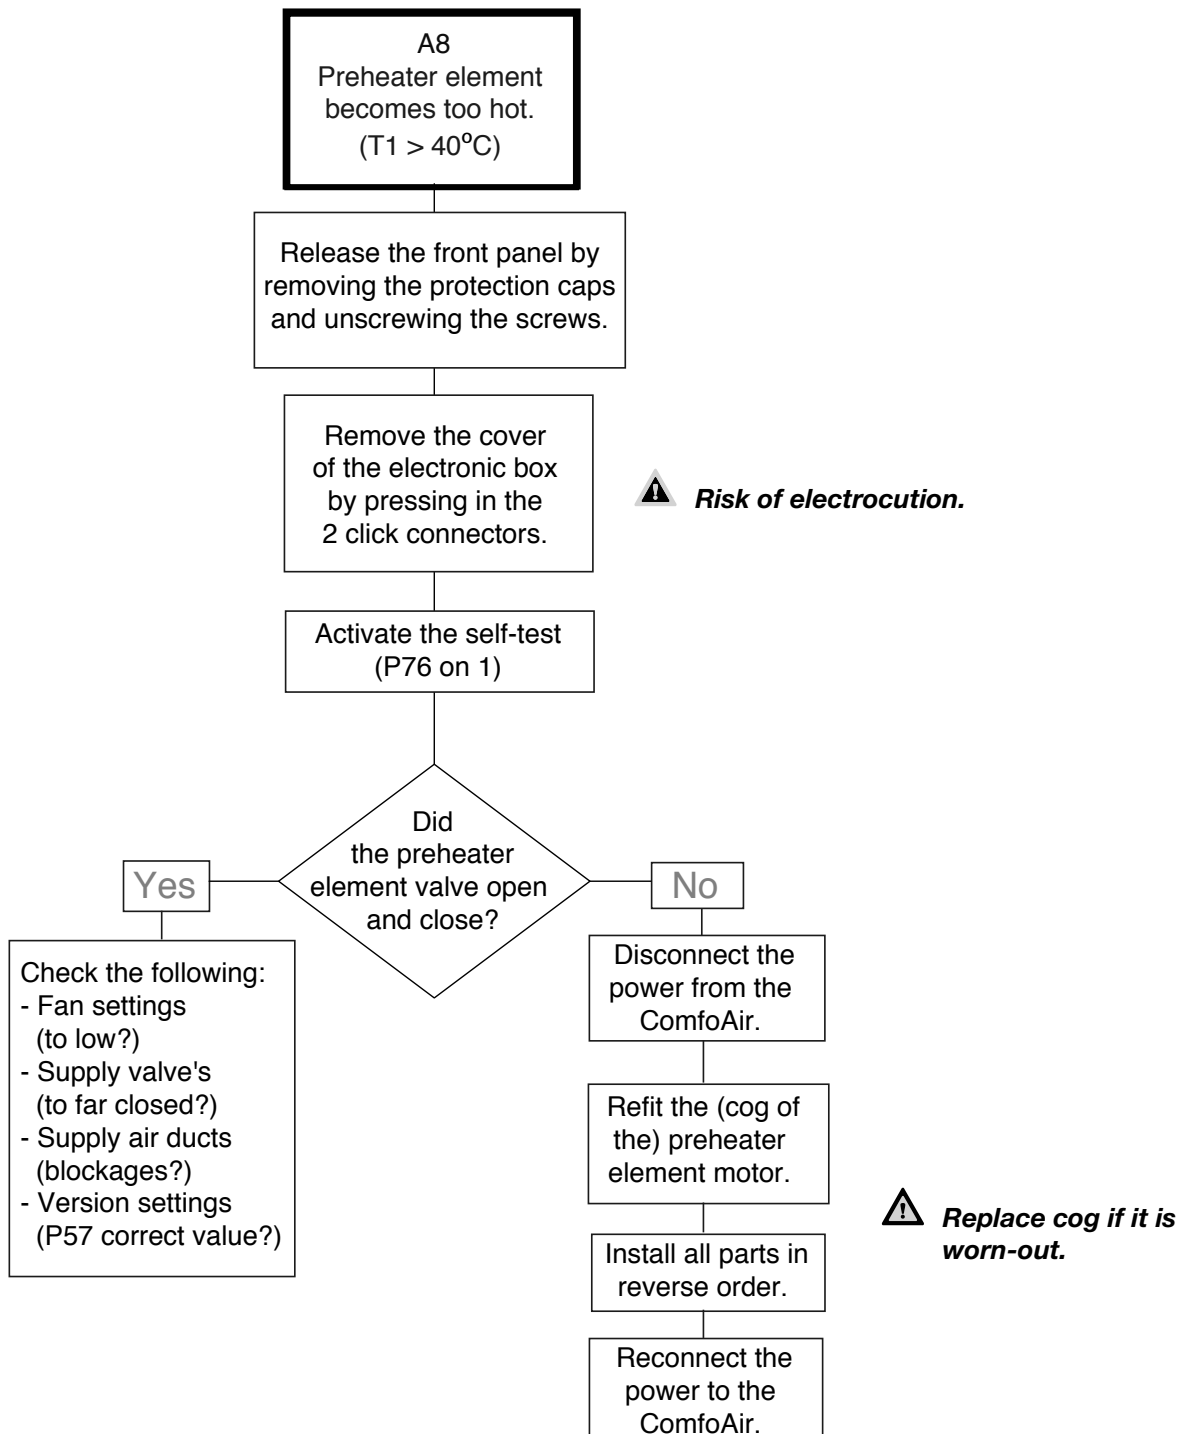 A8
Preheater element
becomes too hot.
(T1 > 40°C)
Release the front panel by
removing the protection caps
and unscrewing the screws.
Remove the cover
of the electronic box
by pressing in the
2 click connectors.
Risk of electrocution.
Activate the self-test
(P76 on 1)
Did
the preheater
element valve open
and close?
Yes
No
Check the following:
- Fan settings
(to low?)
- Supply valve's
(to far closed?)
- Supply air ducts
(blockages?)
- Version settings
(P57 correct value?)
Disconnect the
power from the
ComfoAir.
Refit the (cog of
the) preheater
element motor.
Replace cog if it is
worn-out.
Install all parts in
reverse order.
Reconnect the
power to the
ComfoAir.